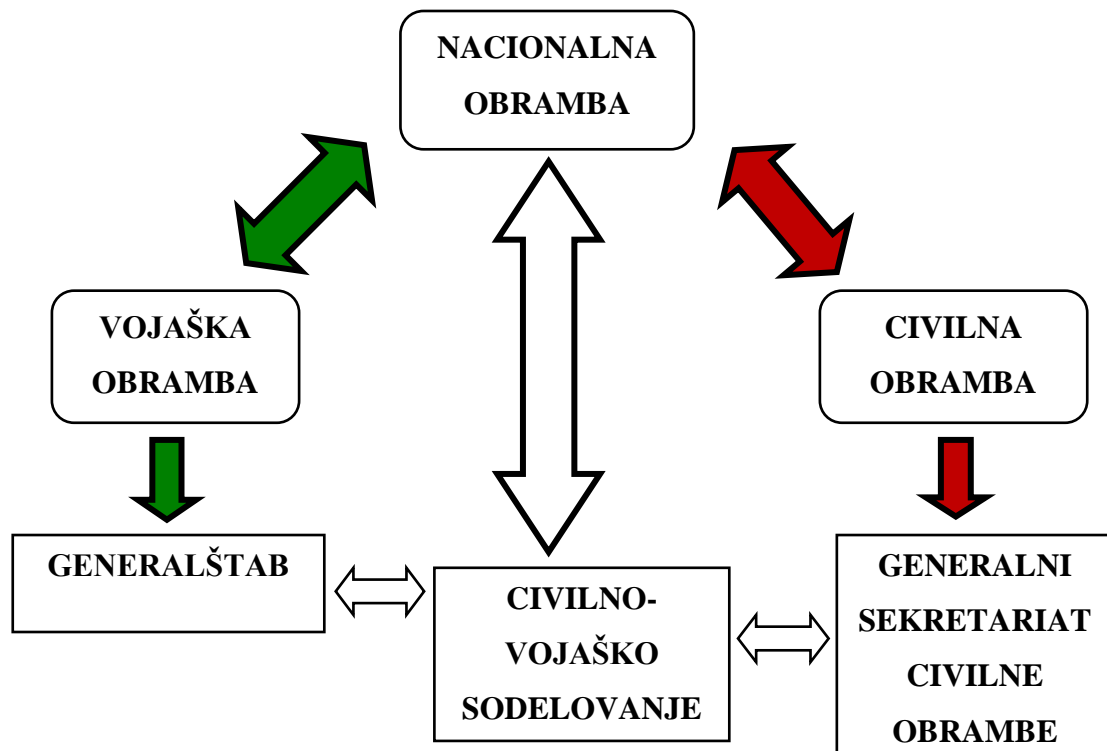 NACIONALNA
OBRAMBA
VOJAŠKA
OBRAMBA
CIVILNA
OBRAMBA
GENERALŠTAB
CIVILNO-
VOJAŠKO
SODELOVANJE
GENERALNI
SEKRETARIAT
CIVILNE
OBRAMBE